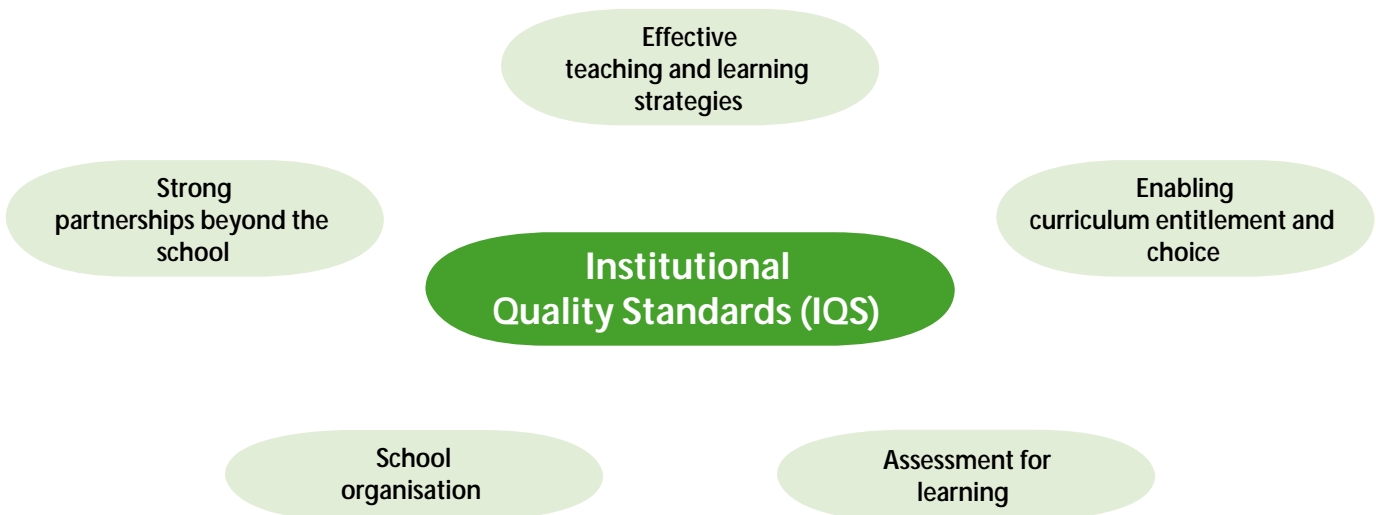 Effective
teaching and learning
strategies
Strong
partnerships beyond the
school
Enabling
curriculum entitlement and
choice
Institutional
Quality Standards (IQS)
School
organisation
Assessment for
learning